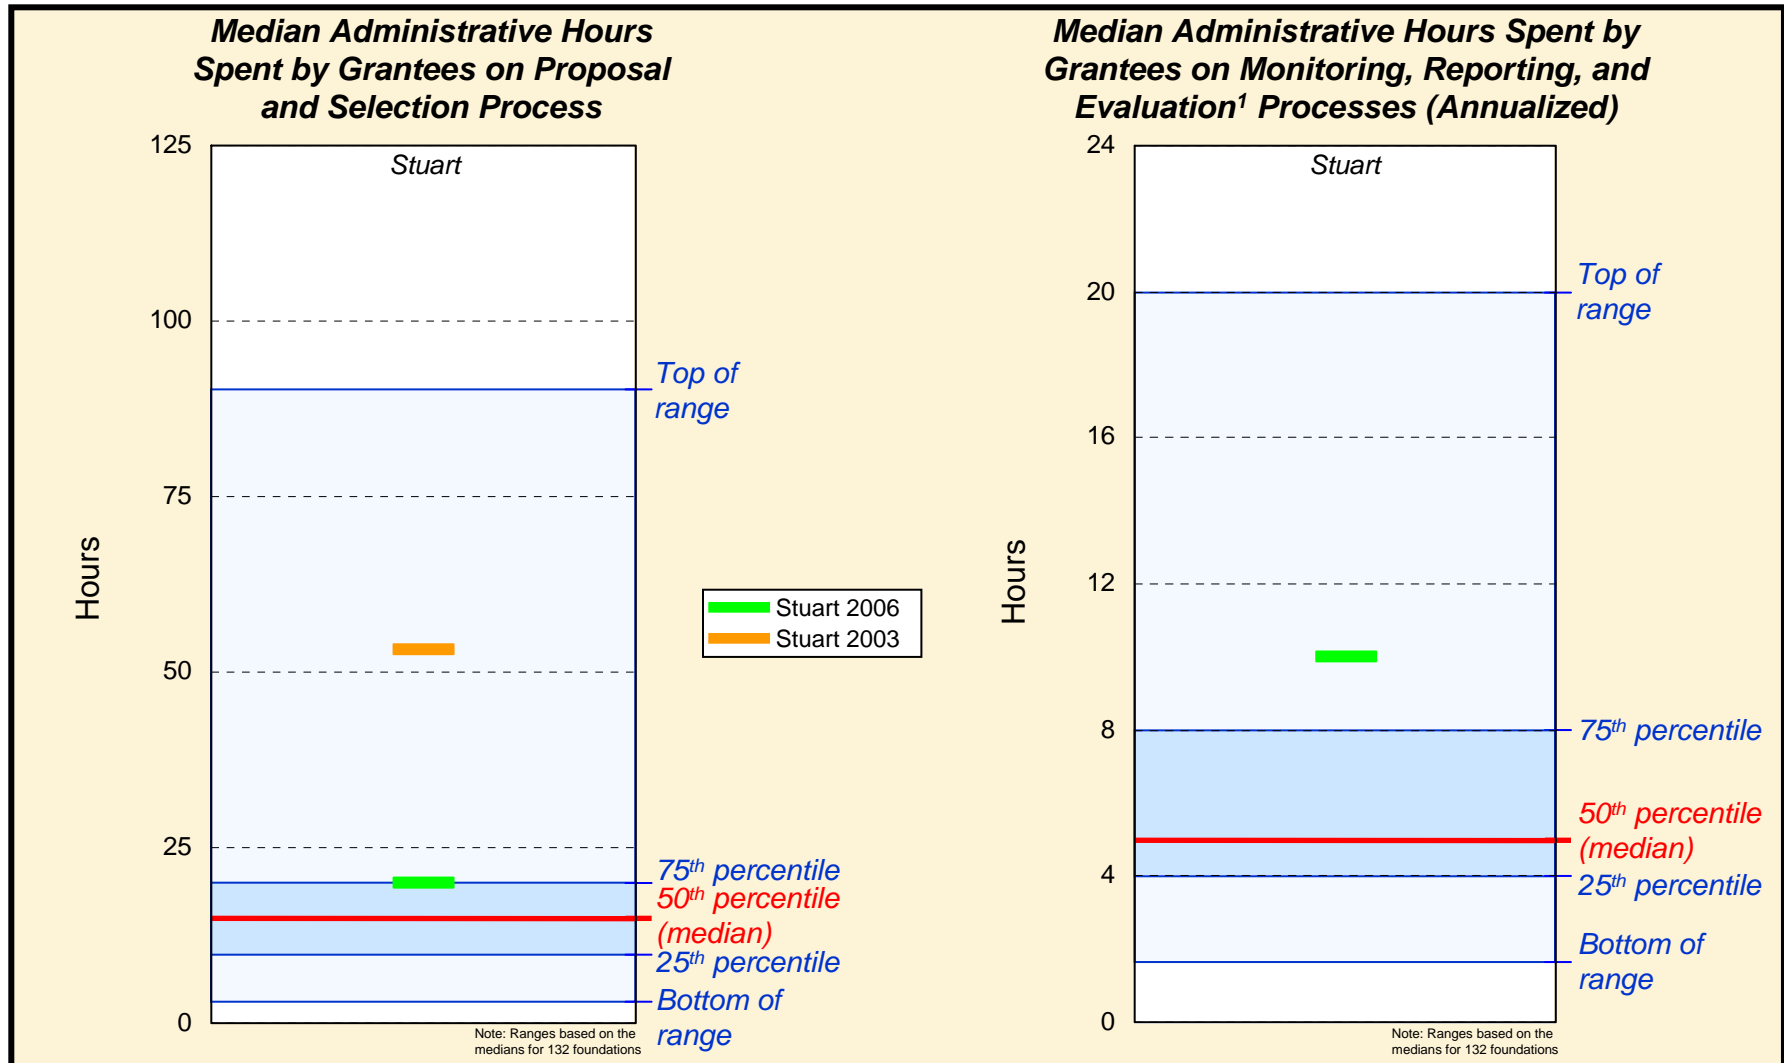 Median Administrative Hours
Spent by Grantees on Proposal
and Selection Process
125
Stuart
100
Top of
range
75
Hours
50
25
75th percentile
50th percentile
(median)
25th percentile
Bottom of
range
0
Note: Ranges based on the
medians for 132 foundations
Stuart 2006
Stuart 2003
Median Administrative Hours Spent by
Grantees on Monitoring, Reporting, and
Evaluation¹ Processes (Annualized)
24
Stuart
20
Top of
range
16
12
Hours
8
75th percentile
50th percentile
(median)
4
25th percentile
Bottom of
range
0
Note: Ranges based on the
medians for 132 foundations